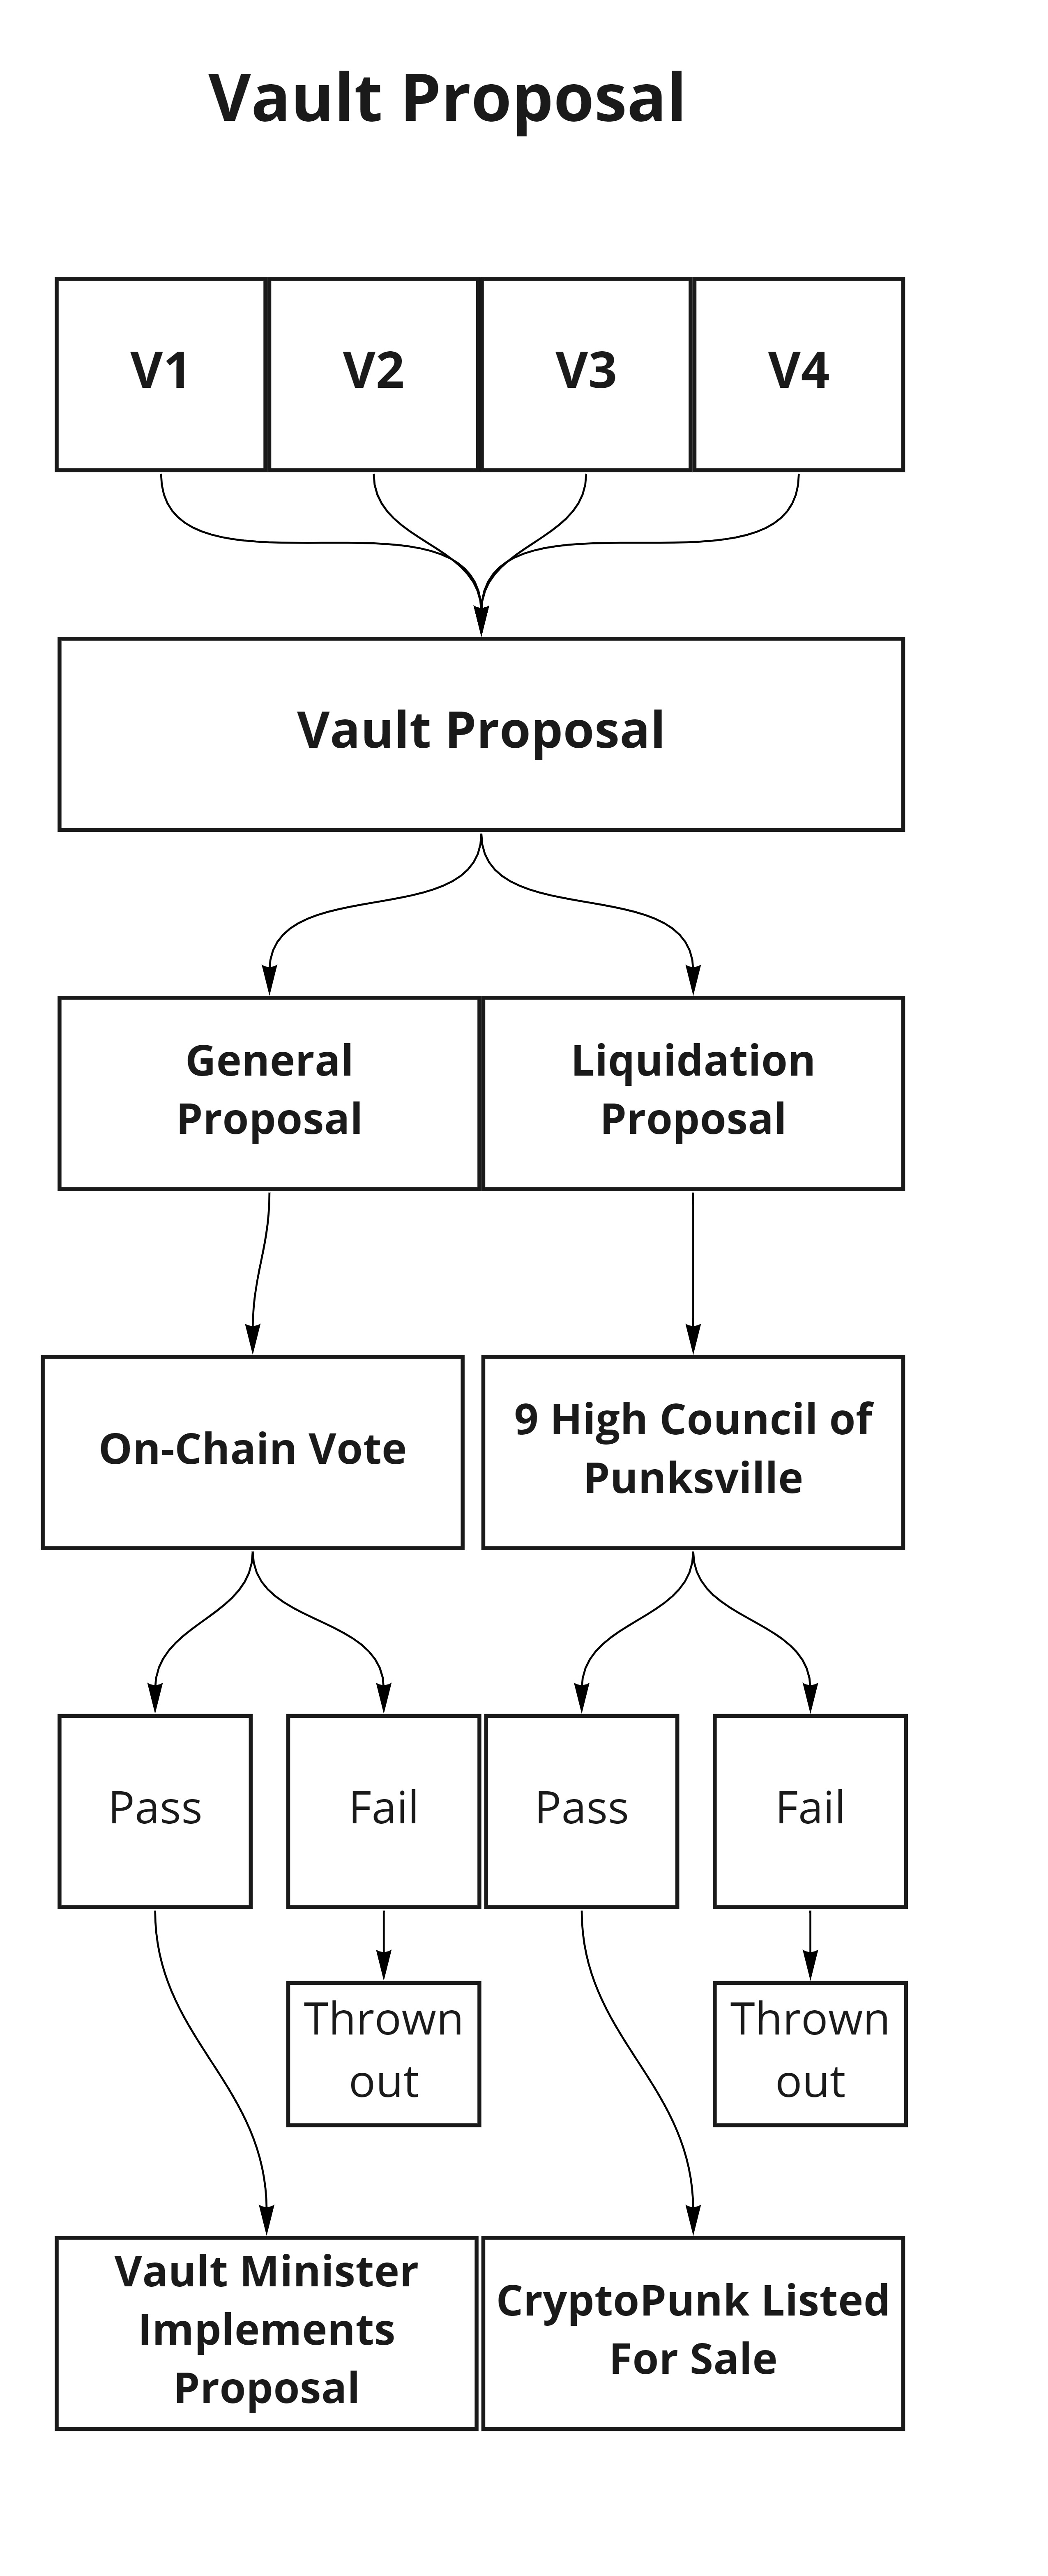 Vault Proposal
V1 V2 V3 V4
Vault Proposal
General
Proposal
Liquidation
Proposal
On-Chain Vote
9 High Council of
Punksville
Pass Fail Pass Fail
Thrown
out
Thrown
out
Vault Minister
Implements
Proposal
CryptoPunk Listed
For Sale